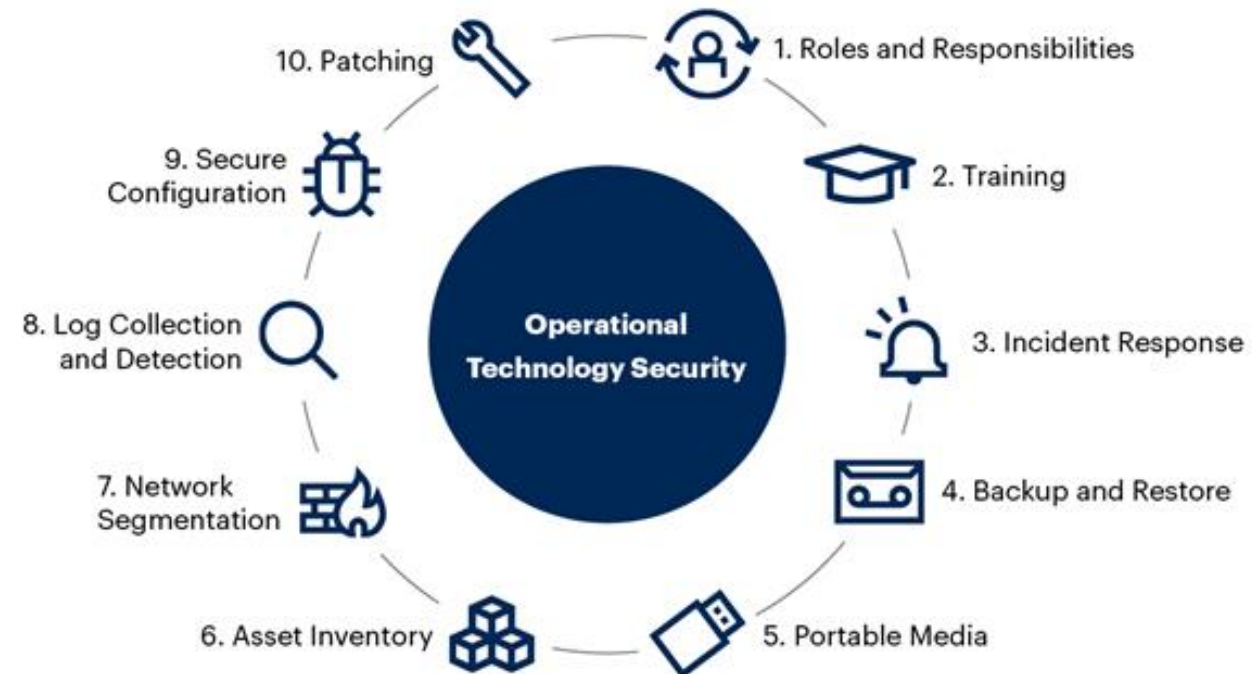 1. Roles and Responsibilities
2. Training
3. Incident Response
4. Backup and Restore
5. Portable Media
6. Asset Inventory
7. Network
Segmentation
8. Log Collection
and Detection
9. Secure
Configuration
10. Patching
Operational
Technology Security